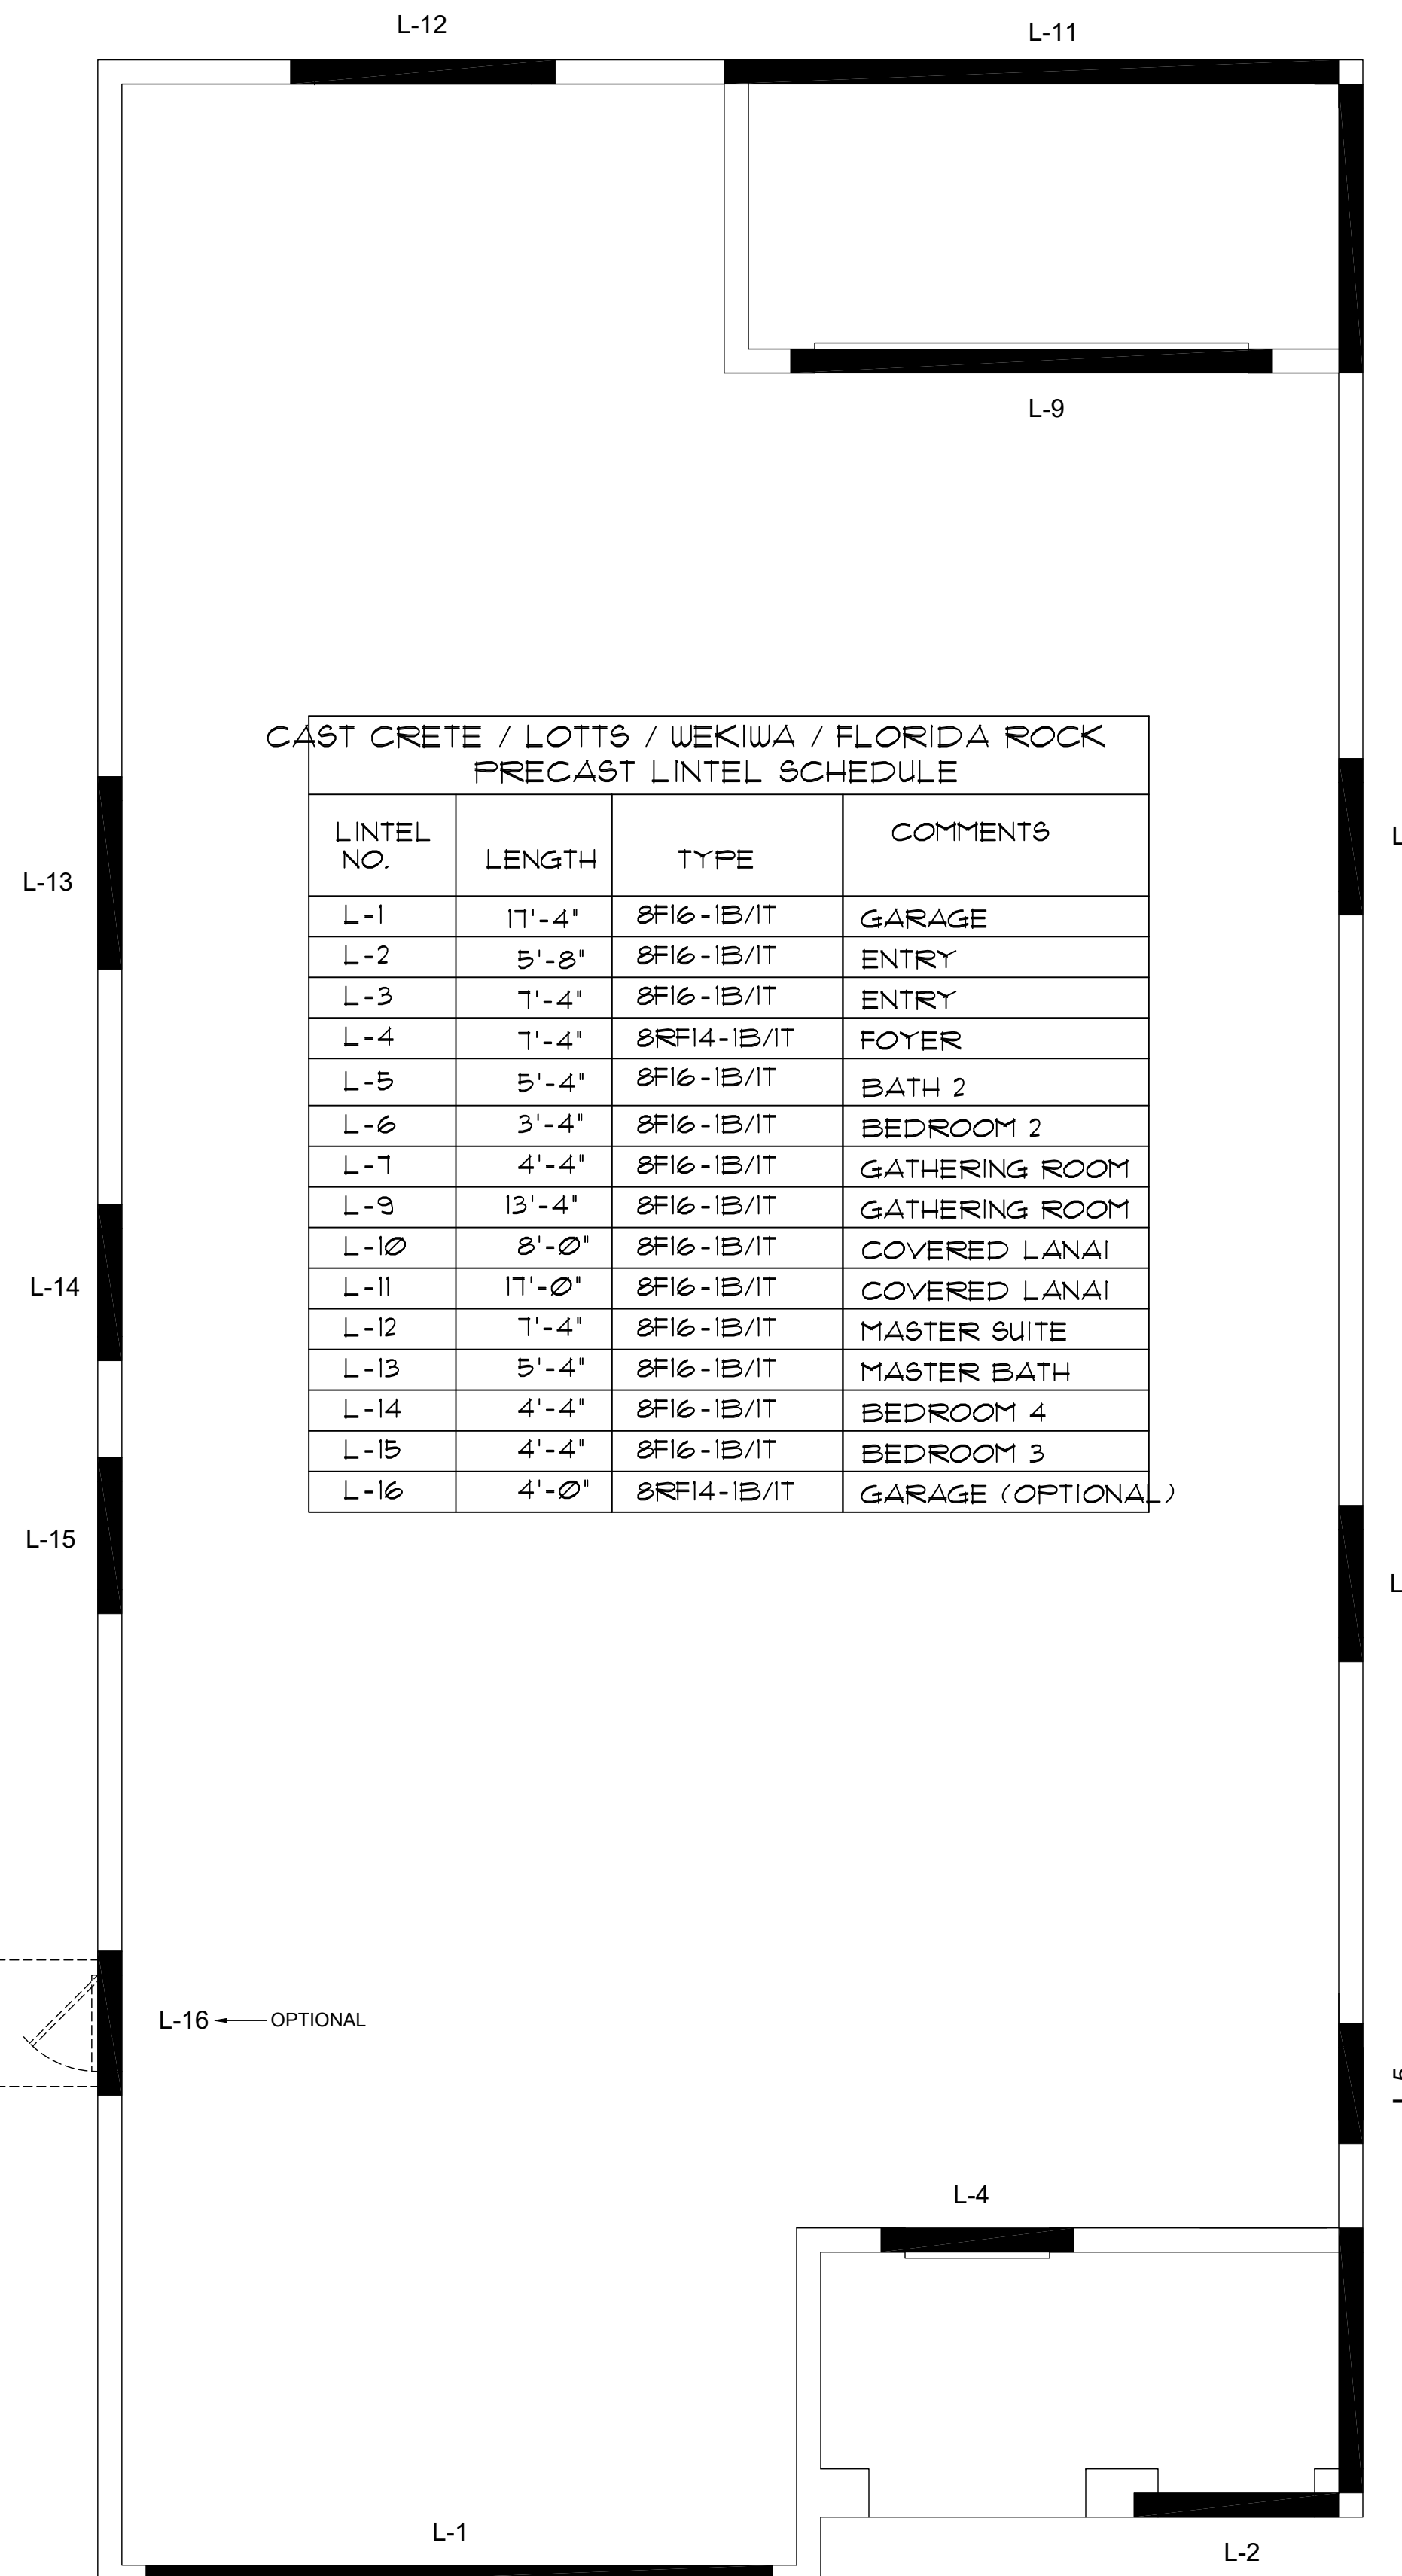 L-12
L-11
L-9
CAST CRETE / LOTTS / WEKIWA / FLORIDA ROCK
PRECAST LINTEL SCHEDULE
LINTEL NO. LENGTH TYPE COMMENTS
L-1 17'-4" 8F16-1B/1T GARAGE
L-2 5'-8" 8F16-1B/1T ENTRY
L-3 7'-4" 8F16-1B/1T ENTRY
L-4 7'-4" 8RF14-1B/1T FOYER
L-5 5'-4" 8F16-1B/1T BATH 2
L-6 3'-4" 8F16-1B/1T BEDROOM 2
L-7 4'-4" 8F16-1B/1T GATHERING ROOM
L-9 13'-4" 8F16-1B/1T GATHERING ROOM
L-10 8'-0" 8F16-1B/1T COVERED LANAI
L-11 17'-0" 8F16-1B/1T COVERED LANAI
L-12 7'-4" 8F16-1B/1T MASTER SUITE
L-13 5'-4" 8F16-1B/1T MASTER BATH
L-14 4'-4" 8F16-1B/1T BEDROOM 4
L-15 4'-4" 8F16-1B/1T BEDROOM 3
L-16 4'-0" 8RF14-1B/1T GARAGE (OPTIONAL)
L-13
L-14
L-15
L-16 OPTIONAL
L-5
L-4
L-1
L-2